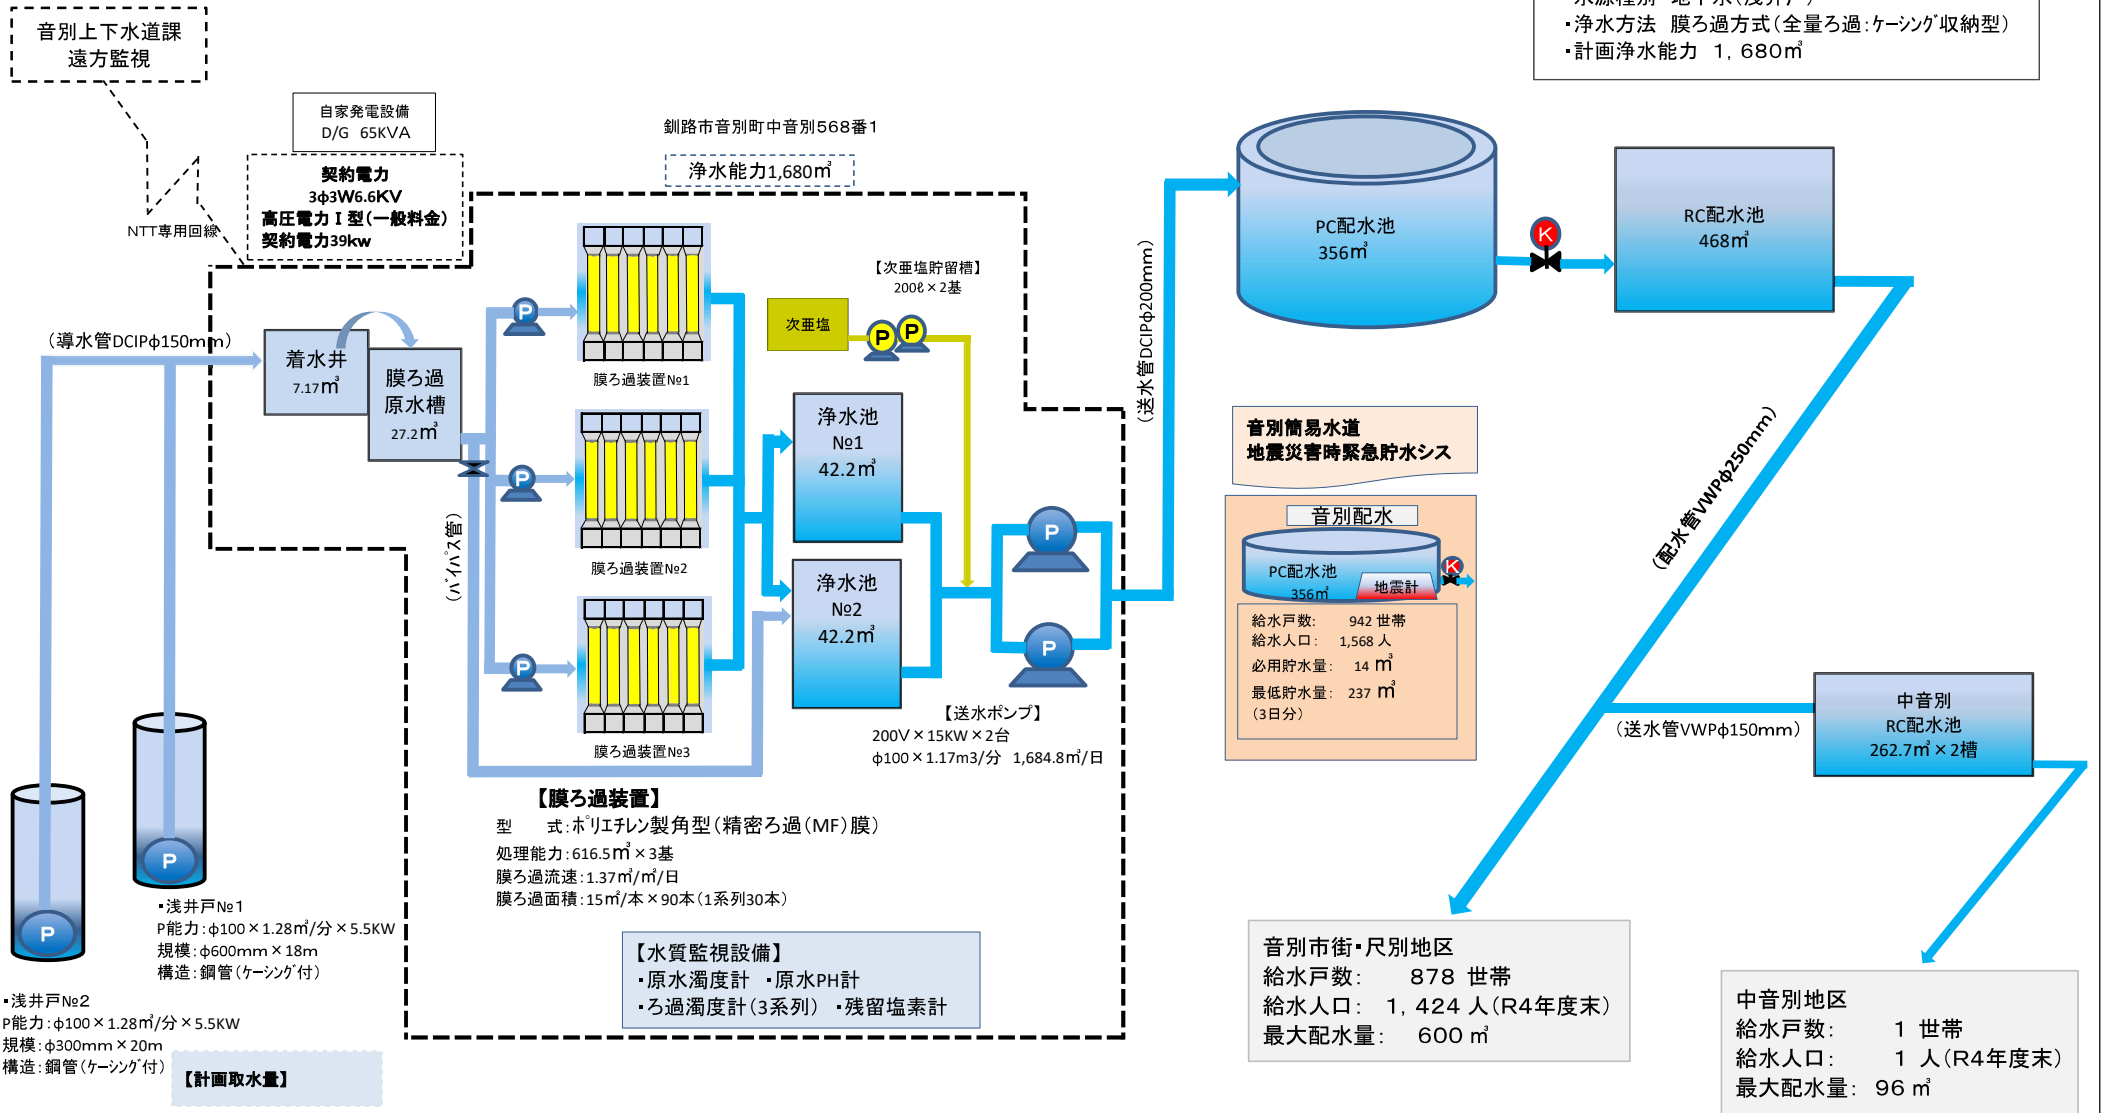 音別上下水道課
遠方監視
NTT専用回線
自家発電設備
D/G 65KVA
契約電力
3φ3W6.6KV
高圧電力Ⅰ型(一般料金)
契約電力39kw
釧路市音別町中音別568番1
浄水能力1,680㎥
・浄水方法 膜ろ過方式(全量ろ過:ケーシング収納型)
・計画浄水能力 1,680㎥
(導水管DCIPφ150mm)
着水井
7.17㎥
膜ろ過
原水槽
27.2㎥
(バイパス管)
P
P
P
膜ろ過装置№1
膜ろ過装置№2
膜ろ過装置№3
【次亜塩貯留槽】
200ℓ×2基
次亜塩
P
P
浄水池
№1
42.2㎥
浄水池
№2
42.2㎥
P
P
【送水ポンプ】
200V×15KW×2台
φ100×1.17m3/分 1,684.8㎥/日
(送水管DCIPφ200mm)
PC配水池
356㎥
K
RC配水池
468㎥
(配水管VWPφ250mm)
音別簡易水道
地震災害時緊急貯水シス
音別配水
PC配水池
356㎥
地震計
K
給水戸数: 942 世帯
給水人口: 1,568 人
必用貯水量: 14 ㎥
最低貯水量: 237 ㎥
(3日分)
(送水管VWPφ150mm)
中音別
RC配水池
262.7㎥×2槽
【膜ろ過装置】
型 式:ポリエチレン製角型(精密ろ過(MF)膜)
処理能力:616.5㎥×3基
膜ろ過流速:1.37㎥/㎡/日
膜ろ過面積:15㎡/本×90本(1系列30本)
【水質監視設備】
・原水濁度計 ・原水PH計
・ろ過濁度計(3系列) ・残留塩素計
P
P
・浅井戸№1
P能力:φ100×1.28㎥/分×5.5KW
規模:φ600mm×18m
構造:鋼管(ケーシング付)
・浅井戸№2
P能力:φ100×1.28㎥/分×5.5KW
規模:φ300mm×20m
構造:鋼管(ケーシング付)
【計画取水量】
音別市街・尺別地区
給水戸数: 878 世帯
給水人口: 1,424 人(R4年度末)
最大配水量: 600 ㎥
中音別地区
給水戸数: 1 世帯
給水人口: 1 人(R4年度末)
最大配水量: 96 ㎥